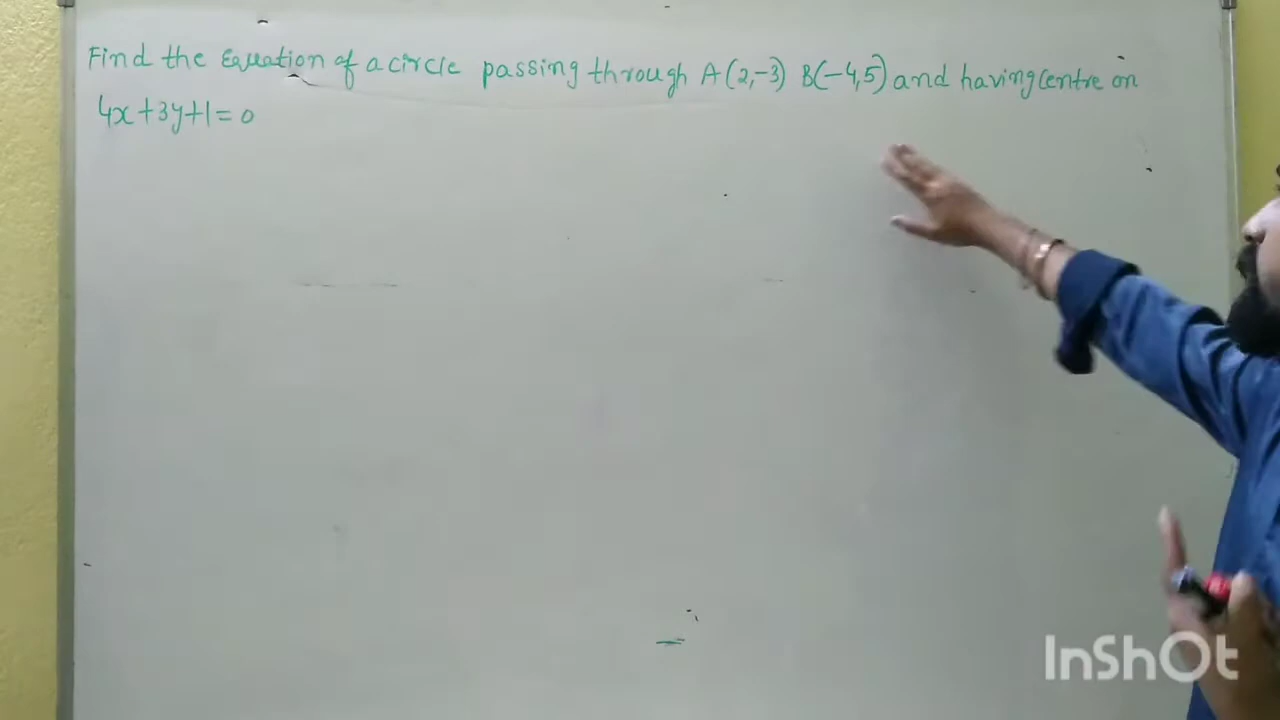 Find the Equation of a circle passing through A(2,-3) B(-4,5) and having centre on
4x+3y+1=0
InShOt